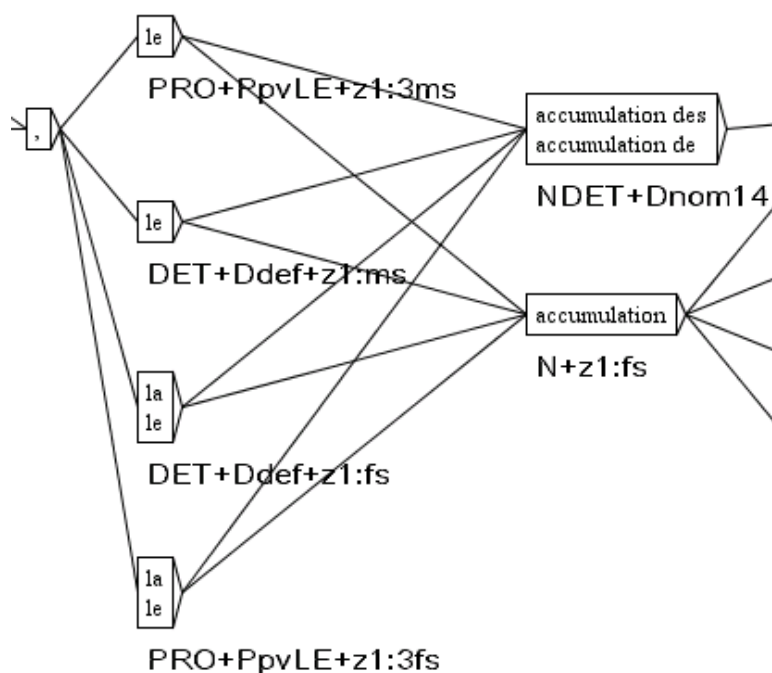 ,
le
PRO+PpvLE+z1:3ms
le
DET+Ddef+z1:ms
la
le
DET+Ddef+z1:fs
la
le
PRO+PpvLE+z1:3fs
accumulation des
accumulation de
NDET+Dnom14
accumulation
N+z1:fs